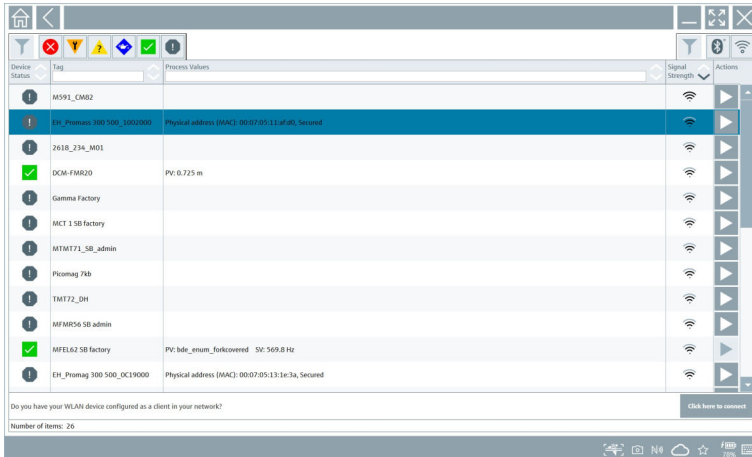 Device Status
Tag
Process Values
Signal Strength
Actions
M591_CM82
EH_Promass 300 500_1002000 Physical address (MAC): 00:07:05:11:af:d0, Secured
2618_234_M01
DCM-FMR20 PV: 0.725 m
Gamma Factory
MCT 1 SB factory
MTMT71_SB_admin
Picomag 7kb
TMT72_DH
MFMR56 SB admin
MFEL62 SB factory PV: bde_enum_forkcovered SV: 569.8 Hz
EH_Promag 300 500_0C19000 Physical address (MAC): 00:07:05:13:1e:3a, Secured
Do you have your WLAN device configured as a client in your network? Click here to connect
Number of items: 26
78%